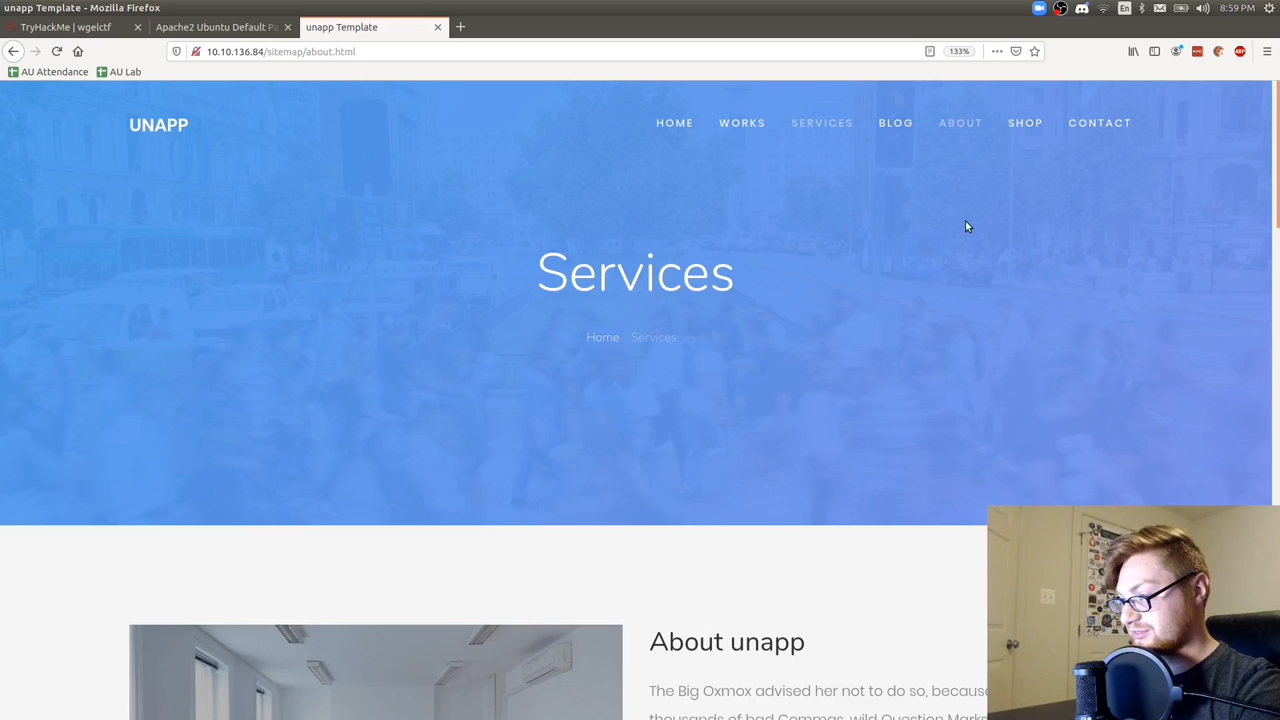 unapp Template - Mozilla Firefox
En
8:59 PM
TryHackMe | wgelctf
Apache2 Ubuntu Default Pa
unapp Template
10.10.136.84/sitemap/about.html
133%
ABP
AU Attendance
AU Lab
UNAPP
HOME
WORKS
SERVICES
BLOG
ABOUT
SHOP
CONTACT
Services
Home Services
About unapp
The Big Oxmox advised her not to do so, because
thousands of bad Commas, wild Question Marks